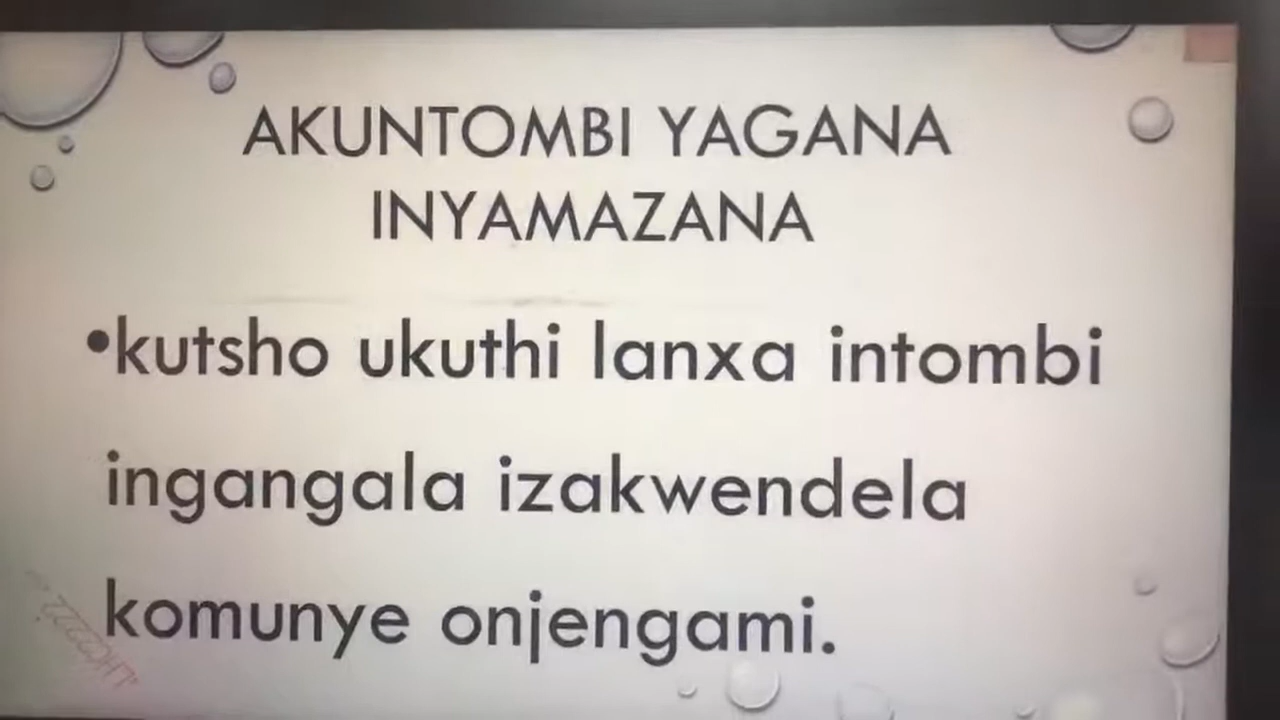 AKUNTOMBI YAGANA
INYAMAZANA
•kutsho ukuthi lanxa intombi
ingangala izakwendela
komunye onjengami.